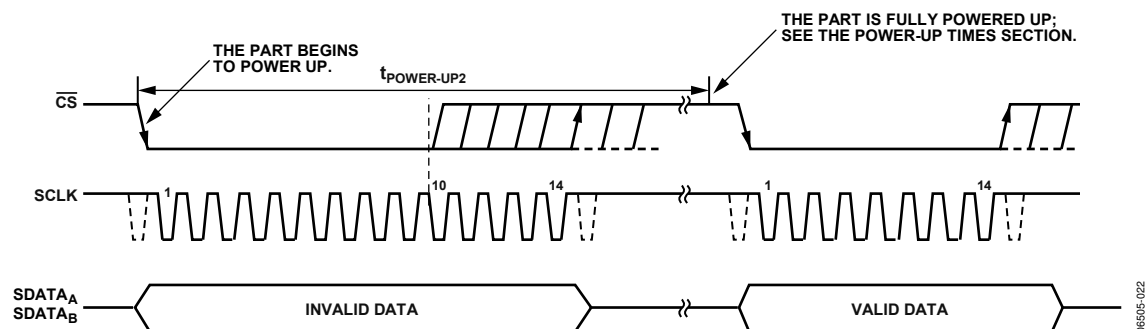 THE PART BEGINS
TO POWER UP.
THE PART IS FULLY POWERED UP;
SEE THE POWER-UP TIMES SECTION.
tPOWER-UP2
CS
SCLK
1
10
14
1
14
SDATAA
SDATAB
INVALID DATA
VALID DATA
06505-022